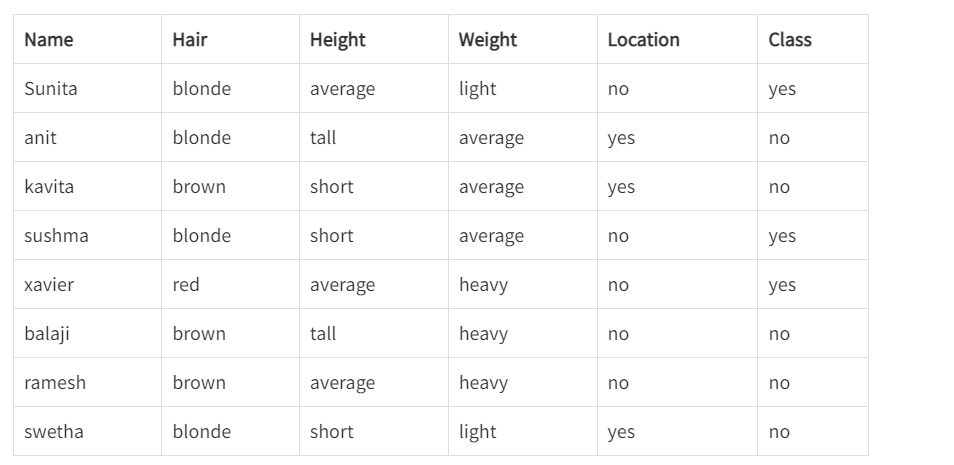 Name Hair Height Weight Location Class
Sunita blonde average light no yes
anit blonde tall average yes no
kavita brown short average yes no
sushma blonde short average no yes
xavier red average heavy no yes
balaji brown tall heavy no no
ramesh brown average heavy no no
swetha blonde short light yes no